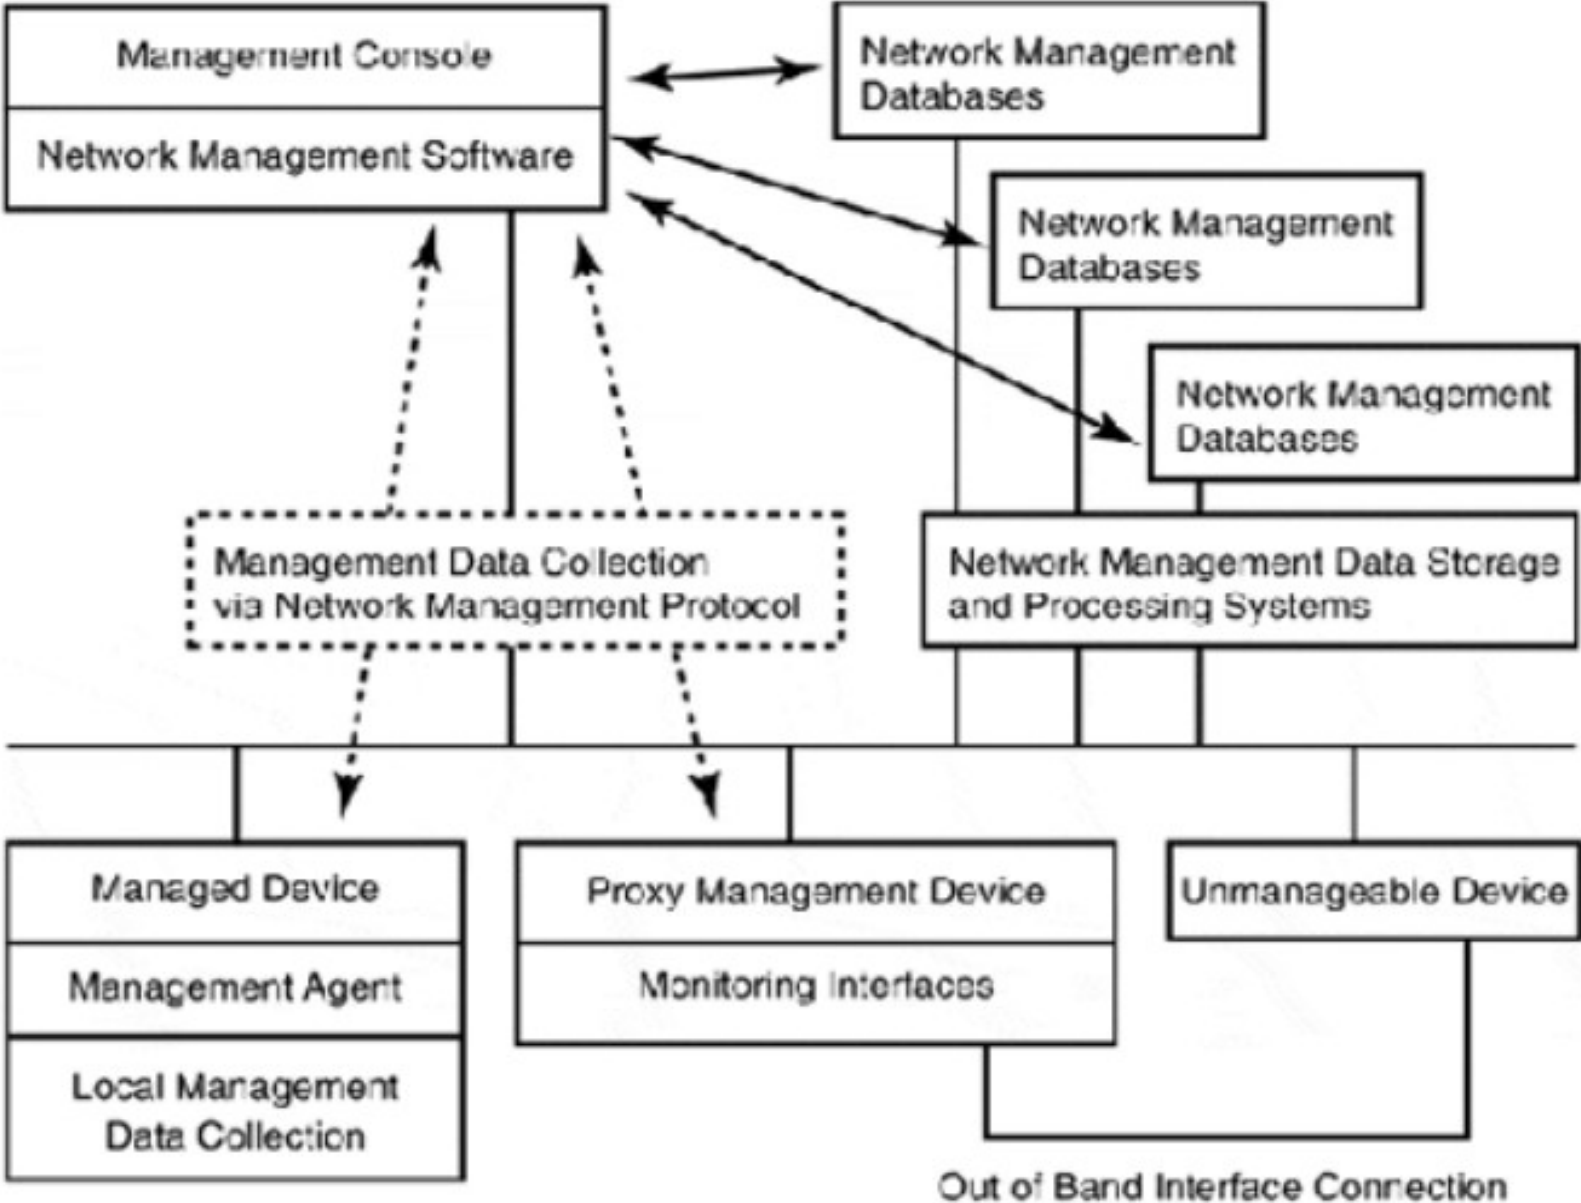 Management Console
Network Management Software
Network Management
Databases
Network Management
Databases
Network Management
Databases
Management Data Collection
via Network Management Protocol
Network Management Data Storage
and Processing Systems
Managed Device
Management Agent
Local Management
Data Collection
Proxy Management Device
Monitoring Interfaces
Unmanageable Device
Out of Band Interface Connection